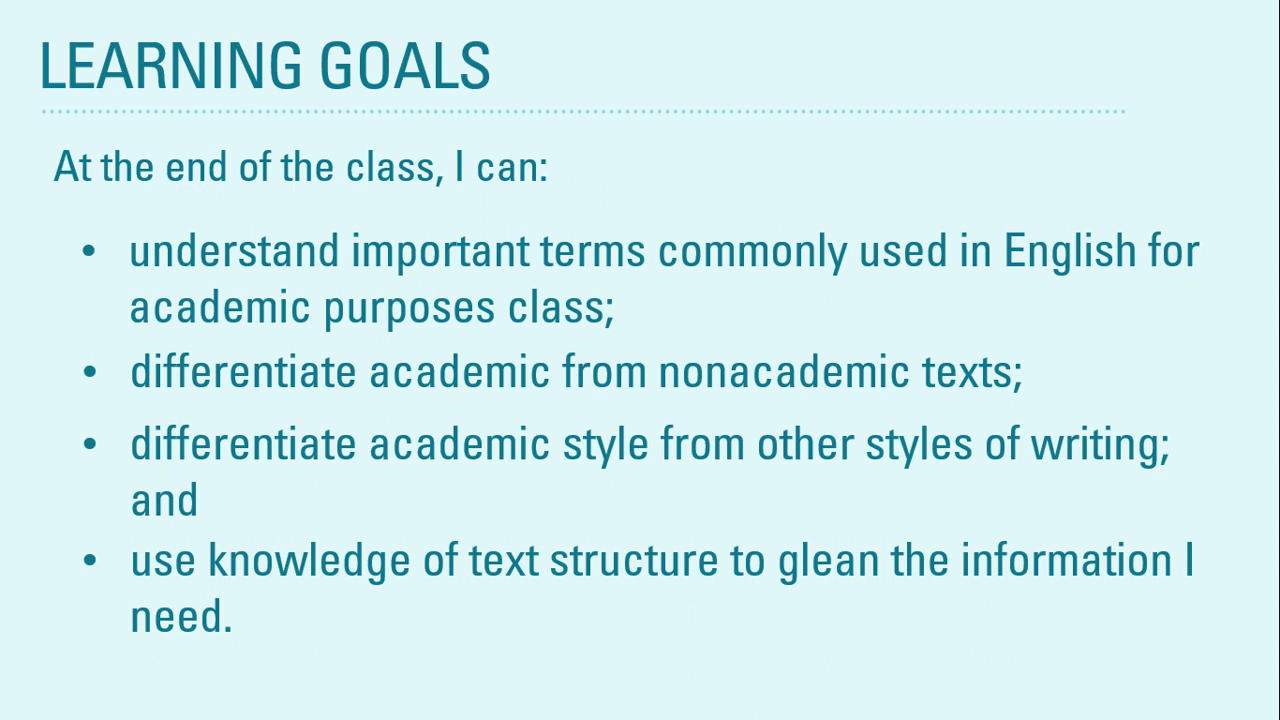 LEARNING GOALS
At the end of the class, I can:
• understand important terms commonly used in English for
academic purposes class;
• differentiate academic from nonacademic texts;
• differentiate academic style from other styles of writing;
and
• use knowledge of text structure to glean the information I
need.